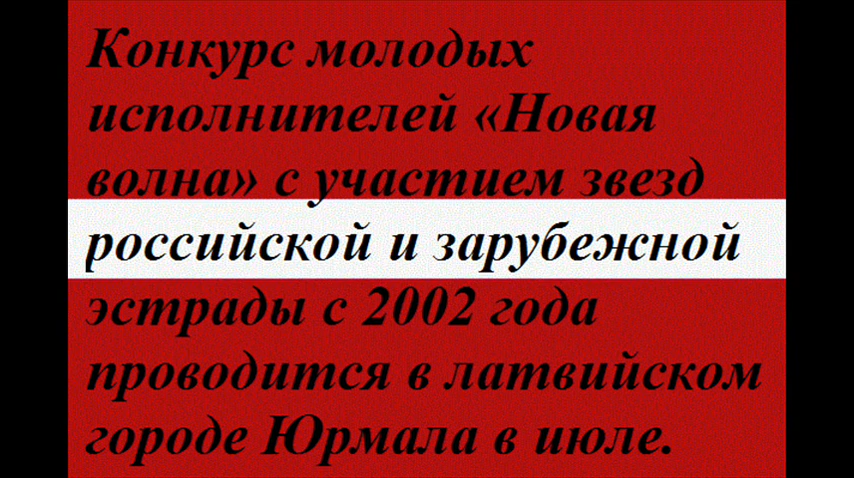 Конкурс молодых
исполнителей «Новая
волна» с участием звезд
российской и зарубежной
эстрады с 2002 года
проводится в латвийском
городе Юрмала в июле.